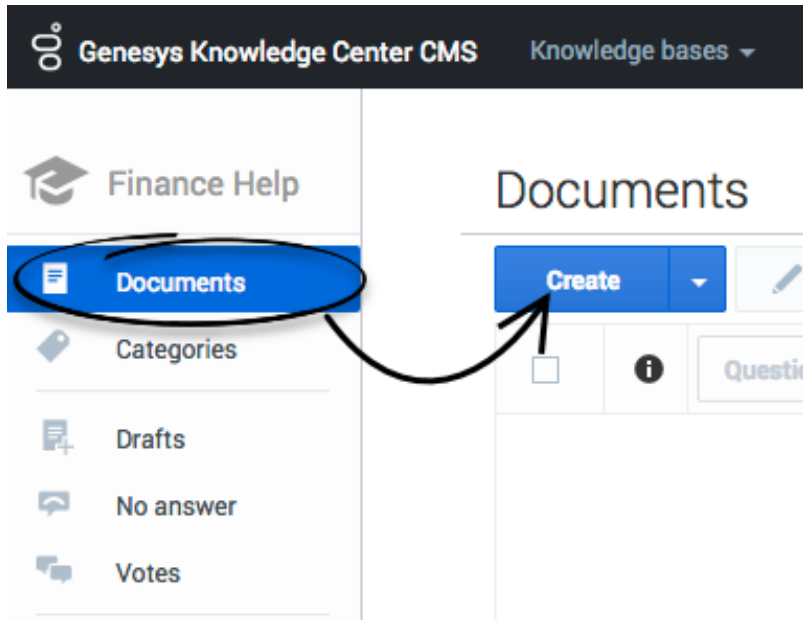 Genesys Knowledge Center CMS Knowledge bases
Finance Help
Documents
Documents
Create
Categories
Drafts
No answer
Votes